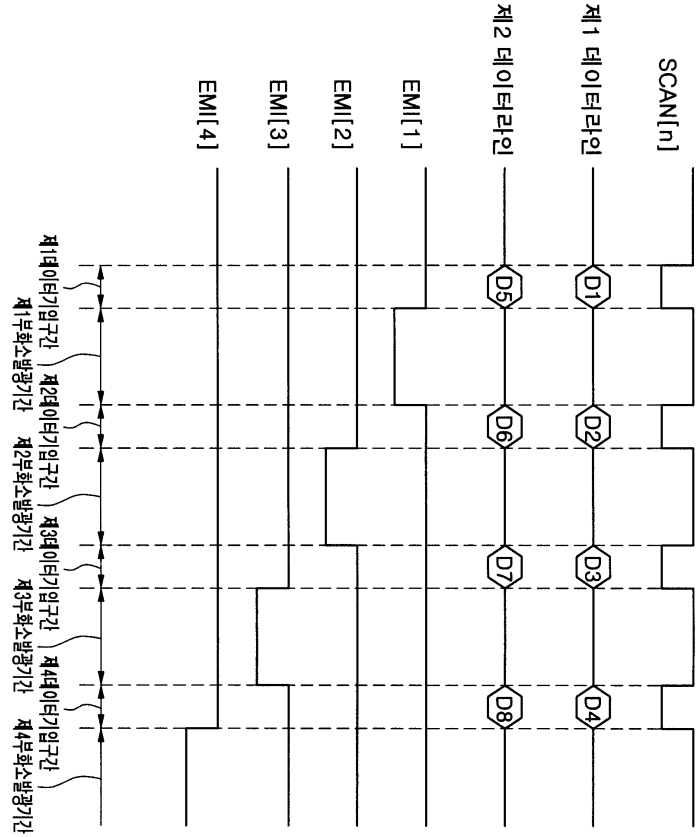 SCAN[n]
제1 데이터라인
D1
D2
D3
D4
제2 데이터라인
D5
D6
D7
D8
EMI[1]
EMI[2]
EMI[3]
EMI[4]
제1데이터기입구간
제1부화소발광기간
제2데이터기입구간
제2부화소발광기간
제3데이터기입구간
제3부화소발광기간
제4데이터기입구간
제4부화소발광기간